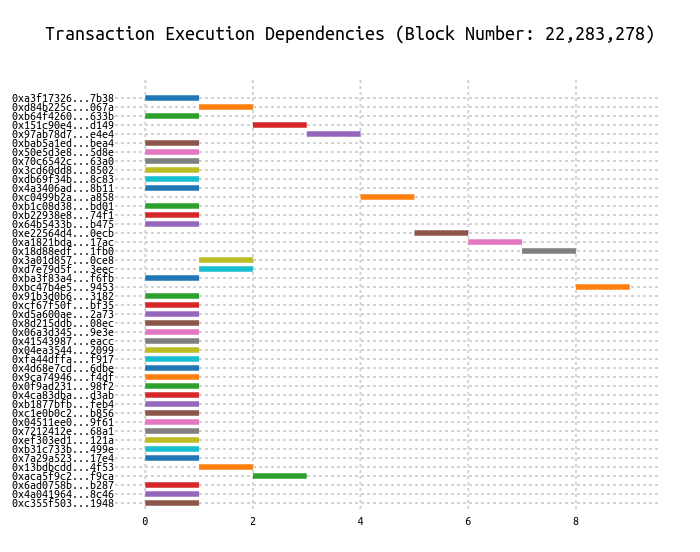 Transaction Execution Dependencies (Block Number: 22,283,278)
0xa3f17326...7b38
0xd84b225c...067a
0xb64f4260...633b
0x151c90e4...d149
0x97ab78d7...e4e4
0xbab5a1ed...bea4
0x50e5d3e8...5d8e
0x70c6542c...63a0
0x3cd60dd8...8502
0xdb69f34b...8c83
0x4a3406ad...8b11
0xc0499b2a...a858
0xb1c08d38...bd01
0xb22938e8...74f1
0x64b5433b...b475
0xe22564d4...0ecb
0xa1821bda...17ac
0x18d88edf...1fb0
0x3a01d857...0ce8
0xd7e79d5f...3eec
0xba3f83a4...f6fb
0xbc47b4e5...9453
0x91b3d0b6...3182
0xcf67f50f...bf35
0xd5a600ae...2a73
0x8d215ddb...08ec
0x06a3d345...9e3e
0x41543987...eacc
0x04ea3544...2099
0xfa44dffa...f917
0x4d68e7cd...6dbe
0x9ca74946...f4df
0x0f9ad231...98f2
0x4ca83dba...d3ab
0xb1877bfb...feb4
0xc1e0b0c2...b856
0x04511ee0...9f61
0x7212412e...68a1
0xef303ed1...121a
0xb31c733b...499e
0x7a29a523...17e4
0x13bdbcdd...4f53
0xaca5f9c2...f9ca
0x6ad0758b...b287
0x4a041964...8c46
0xc355f503...1948
0 2 4 6 8